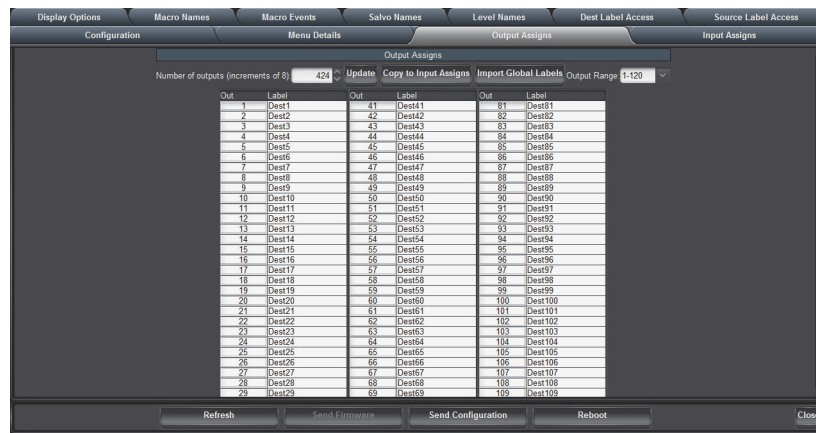 Display Options Macro Names Macro Events Salvo Names Level Names Dest Label Access Source Label Access
Configuration Menu Details Output Assigns Input Assigns
Output Assigns
Number of outputs (increments of 8): 424 Update Copy to Input Assigns Import Global Labels Output Range: 1-120
Out Label Out Label Out Label
1 Dest1 41 Dest41 81 Dest81
2 Dest2 42 Dest42 82 Dest82
3 Dest3 43 Dest43 83 Dest83
4 Dest4 44 Dest44 84 Dest84
5 Dest5 45 Dest45 85 Dest85
6 Dest6 46 Dest46 86 Dest86
7 Dest7 47 Dest47 87 Dest87
8 Dest8 48 Dest48 88 Dest88
9 Dest9 49 Dest49 89 Dest89
10 Dest10 50 Dest50 90 Dest90
11 Dest11 51 Dest51 91 Dest91
12 Dest12 52 Dest52 92 Dest92
13 Dest13 53 Dest53 93 Dest93
14 Dest14 54 Dest54 94 Dest94
15 Dest15 55 Dest55 95 Dest95
16 Dest16 56 Dest56 96 Dest96
17 Dest17 57 Dest57 97 Dest97
18 Dest18 58 Dest58 98 Dest98
19 Dest19 59 Dest59 99 Dest99
20 Dest20 60 Dest60 100 Dest100
21 Dest21 61 Dest61 101 Dest101
22 Dest22 62 Dest62 102 Dest102
23 Dest23 63 Dest63 103 Dest103
24 Dest24 64 Dest64 104 Dest104
25 Dest25 65 Dest65 105 Dest105
26 Dest26 66 Dest66 106 Dest106
27 Dest27 67 Dest67 107 Dest107
28 Dest28 68 Dest68 108 Dest108
29 Dest29 69 Dest69 109 Dest109
Refresh Send Firmware Send Configuration Reboot Clos